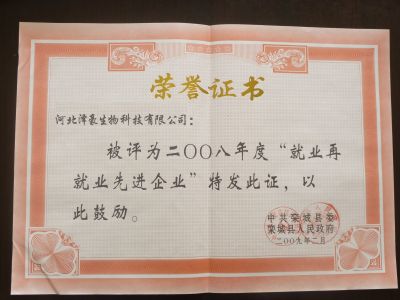 荣誉证书
河北泽豪生物科技有限公司：
被评为二〇〇八年度“就业再
就业先进企业”特发此证，以
此鼓励。
中共栾城县委
栾城县人民政府
二〇〇九年二月